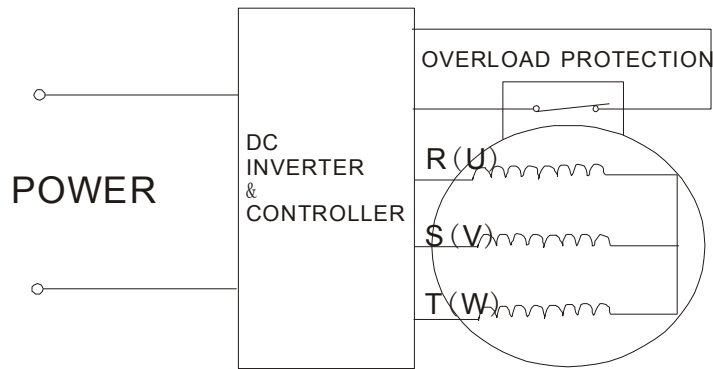 OVERLOAD PROTECTION
DC
INVERTER
&
CONTROLLER
POWER
R(U)
S(V)
T(W)